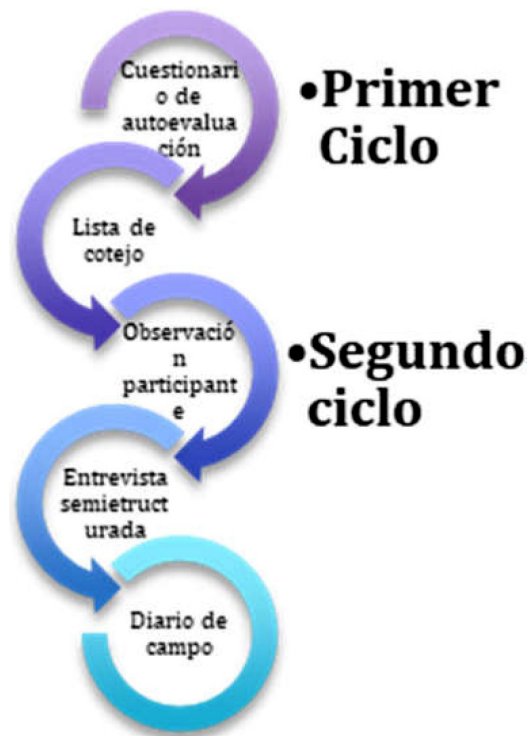 Cuestionari
o de
autoevalua
ción
•Primer
Ciclo
Lista de
cotejo
Observació
n
participant
e
•Segundo
ciclo
Entrevista
semietruct
urada
Diario de
campo